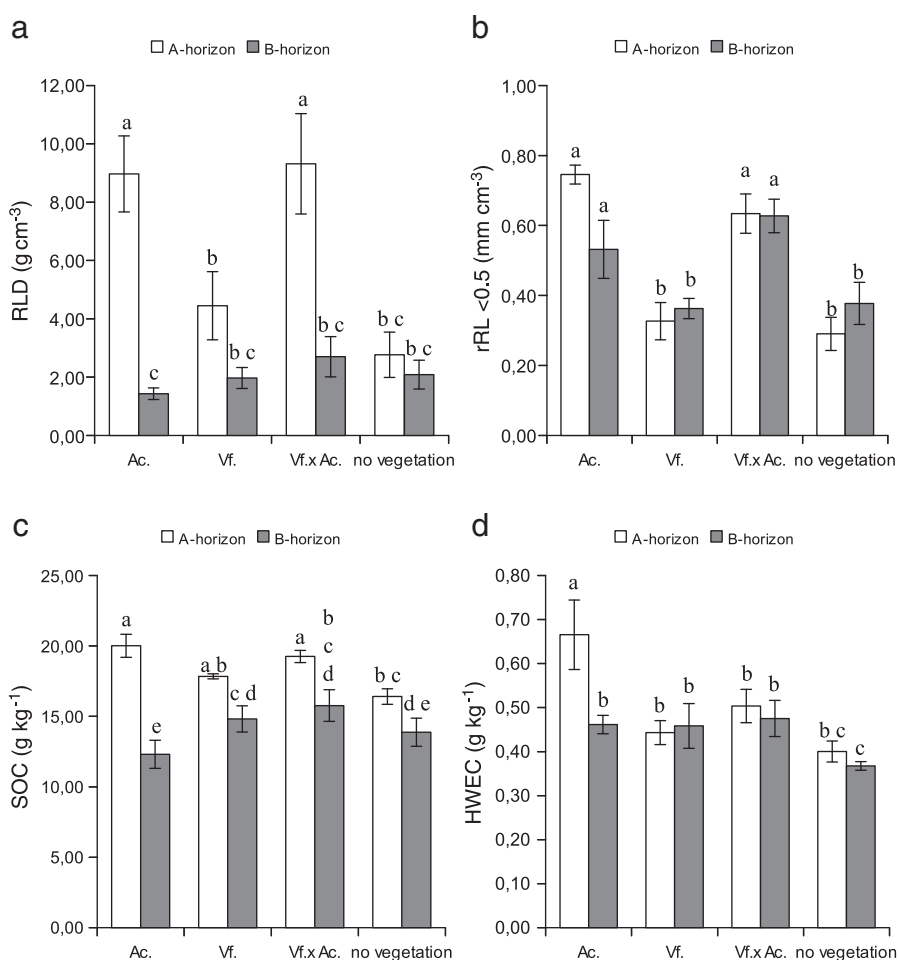 a
A-horizon B-horizon
RLD (g cm-3)
12,00
10,00
8,00
6,00
4,00
2,00
0,00
a
c
b
b c
a
b c
b c
b c
Ac. Vf. Vf.x Ac. no vegetation
b
A-horizon B-horizon
rRL <0.5 (mm cm-3)
1,00
0,80
0,60
0,40
0,20
0,00
a
a
b
b
a
a
b
b
Ac. Vf. Vf.x Ac. no vegetation
c
A-horizon B-horizon
SOC (g kg-1)
25,00
20,00
15,00
10,00
5,00
0,00
a
e
a b
c d
a
b
c
d
b c
d e
Ac. Vf. Vf.x Ac. no vegetation
d
A-horizon B-horizon
HWEC (g kg-1)
0,80
0,70
0,60
0,50
0,40
0,30
0,20
0,10
0,00
a
b
b
b
b
b
b c
c
Ac. Vf. Vf.x Ac. no vegetation